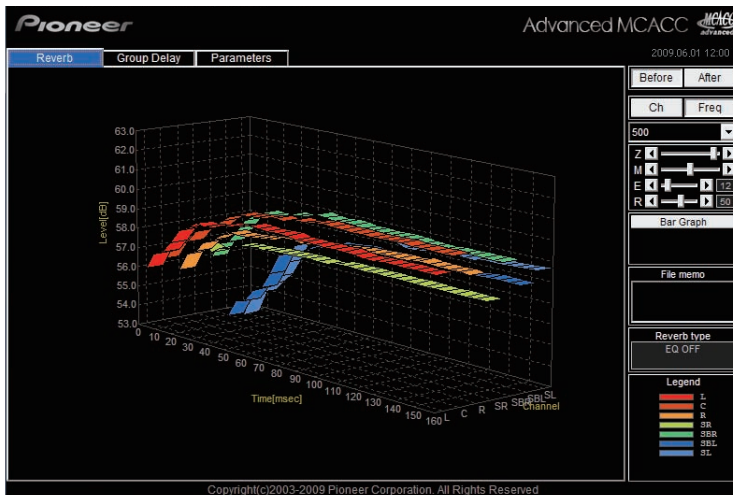 Pioneer
Advanced MCACC MCACC advanced
2009.06.01 12:00
Reverb Group Delay Parameters
Before After
Ch Freq
500
Z
M
E 12
R 50
Bar Graph
File memo
Reverb type
EQ OFF
Legend
L
C
R
SR
SBR
SBL
SL
Level[dB]
63.0
62.0
61.0
60.0
59.0
58.0
57.0
56.0
55.0
54.0
53.0
0 10 20 30 40 50 60 70 80 90 100 110 120 130 140 150 160
Time[msec]
L C R SR SBR SBL SL
Channel
Copyright(c)2003-2009 Pioneer Corporation. All Rights Reserved